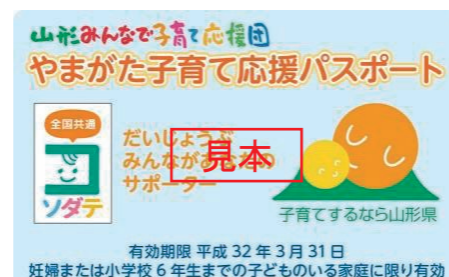 山形みんなで子育て応援団
やまがた子育て応援パスポート
全国共通
コ
ソダテ
だいじょうぶ
みんながあなたの
サポーター
見本
子育てするなら山形県
有効期限 平成 32 年 3 月 31 日
妊婦または小学校 6 年生までの子どものいる家庭に限り有効